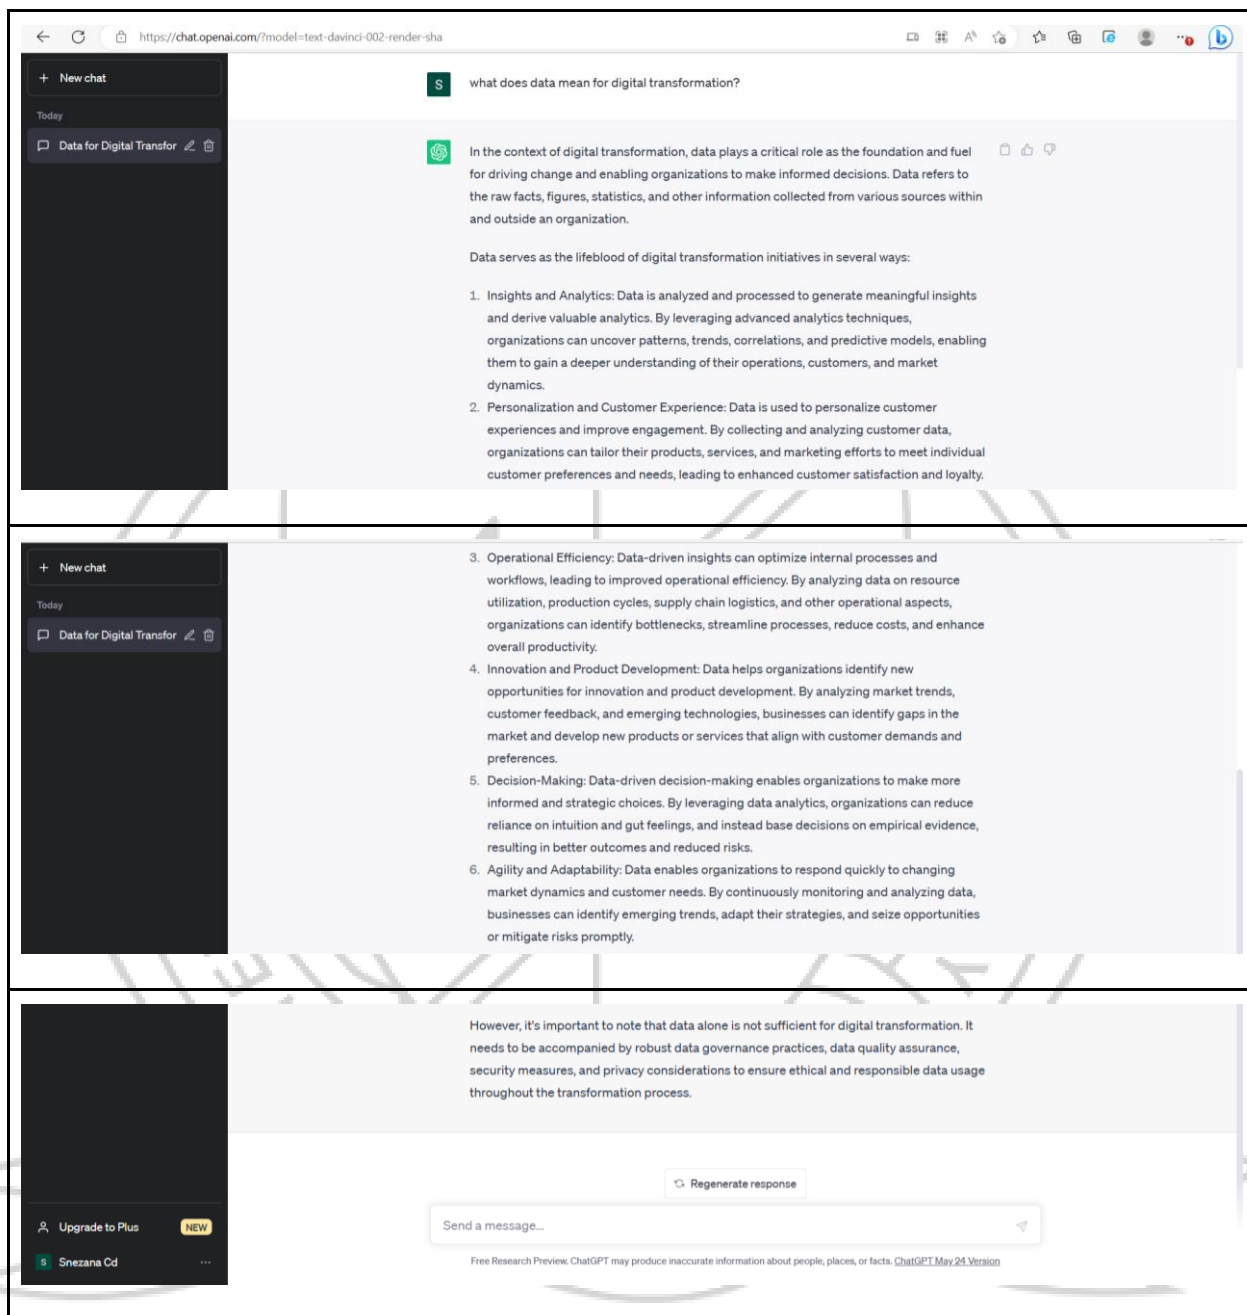 https://chat.openai.com/?model=text-davinci-002-render-sha
+ New chat
Today
Data for Digital Transfor
S
what does data mean for digital transformation?
In the context of digital transformation, data plays a critical role as the foundation and fuel
for driving change and enabling organizations to make informed decisions. Data refers to
the raw facts, figures, statistics, and other information collected from various sources within
and outside an organization.
Data serves as the lifeblood of digital transformation initiatives in several ways:
1. Insights and Analytics: Data is analyzed and processed to generate meaningful insights
and derive valuable analytics. By leveraging advanced analytics techniques,
organizations can uncover patterns, trends, correlations, and predictive models, enabling
them to gain a deeper understanding of their operations, customers, and market
dynamics.
2. Personalization and Customer Experience: Data is used to personalize customer
experiences and improve engagement. By collecting and analyzing customer data,
organizations can tailor their products, services, and marketing efforts to meet individual
customer preferences and needs, leading to enhanced customer satisfaction and loyalty.
+ New chat
Today
Data for Digital Transfor
3. Operational Efficiency: Data-driven insights can optimize internal processes and
workflows, leading to improved operational efficiency. By analyzing data on resource
utilization, production cycles, supply chain logistics, and other operational aspects,
organizations can identify bottlenecks, streamline processes, reduce costs, and enhance
overall productivity.
4. Innovation and Product Development: Data helps organizations identify new
opportunities for innovation and product development. By analyzing market trends,
customer feedback, and emerging technologies, businesses can identify gaps in the
market and develop new products or services that align with customer demands and
preferences.
5. Decision-Making: Data-driven decision-making enables organizations to make more
informed and strategic choices. By leveraging data analytics, organizations can reduce
reliance on intuition and gut feelings, and instead base decisions on empirical evidence,
resulting in better outcomes and reduced risks.
6. Agility and Adaptability: Data enables organizations to respond quickly to changing
market dynamics and customer needs. By continuously monitoring and analyzing data,
businesses can identify emerging trends, adapt their strategies, and seize opportunities
or mitigate risks promptly.
However, it's important to note that data alone is not sufficient for digital transformation. It
needs to be accompanied by robust data governance practices, data quality assurance,
security measures, and privacy considerations to ensure ethical and responsible data usage
throughout the transformation process.
Regenerate response
Upgrade to Plus NEW
Send a message...
S Snezana Cd ...
Free Research Preview. ChatGPT may produce inaccurate information about people, places, or facts. ChatGPT May 24 Version